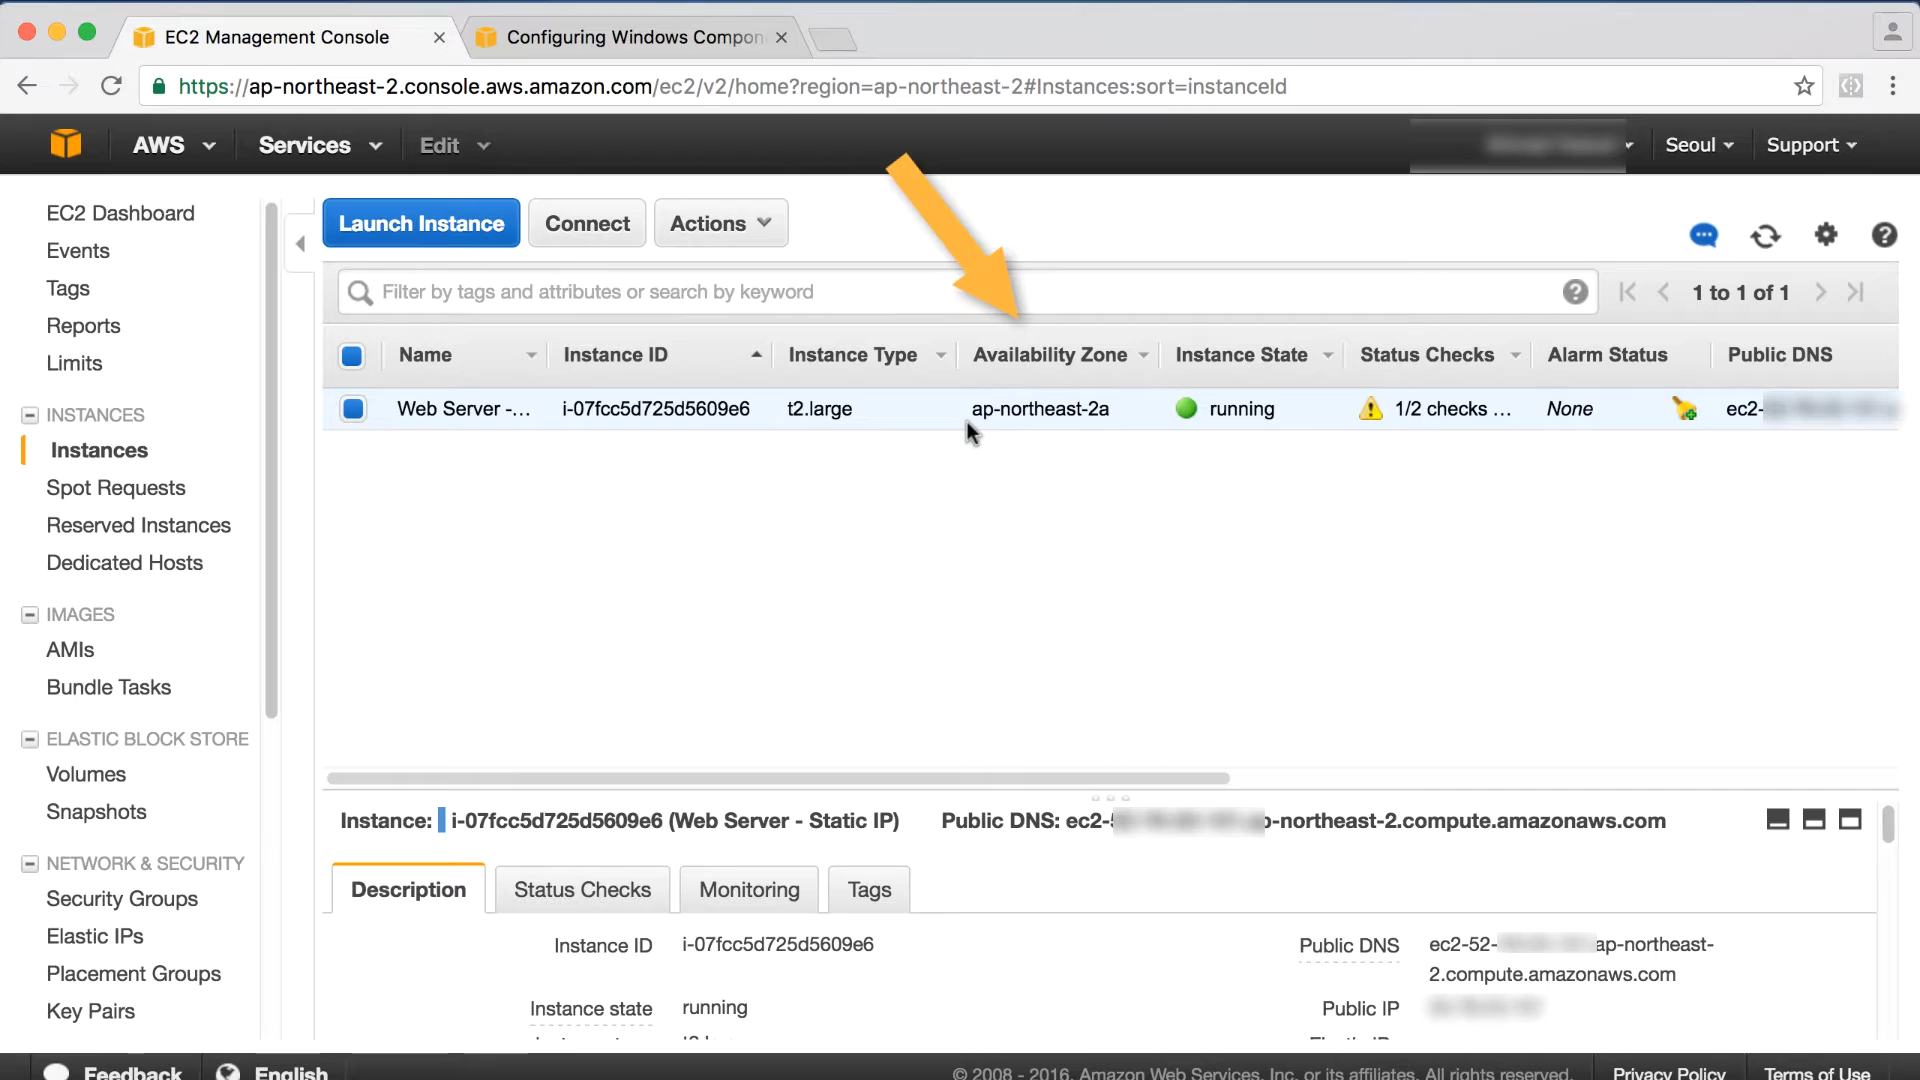 EC2 Management Console
Configuring Windows Compon
https://ap-northeast-2.console.aws.amazon.com/ec2/v2/home?region=ap-northeast-2#Instances:sort=instanceId
AWS Services Edit Seoul Support
EC2 Dashboard
Events
Tags
Reports
Limits
INSTANCES
Instances
Spot Requests
Reserved Instances
Dedicated Hosts
IMAGES
AMIs
Bundle Tasks
ELASTIC BLOCK STORE
Volumes
Snapshots
NETWORK & SECURITY
Security Groups
Elastic IPs
Placement Groups
Key Pairs
Launch Instance Connect Actions
Filter by tags and attributes or search by keyword
1 to 1 of 1
Name Instance ID Instance Type Availability Zone Instance State Status Checks Alarm Status Public DNS
Web Server -... i-07fcc5d725d5609e6 t2.large ap-northeast-2a running 1/2 checks ... None ec2-
Instance: i-07fcc5d725d5609e6 (Web Server - Static IP) Public DNS: ec2- p-northeast-2.compute.amazonaws.com
Description Status Checks Monitoring Tags
Instance ID i-07fcc5d725d5609e6
Public DNS ec2-52- ap-northeast-
2.compute.amazonaws.com
Instance state running
Public IP
Feedback English
© 2008 - 2016, Amazon Web Services, Inc. or its affiliates. All rights reserved. Privacy Policy Terms of Use